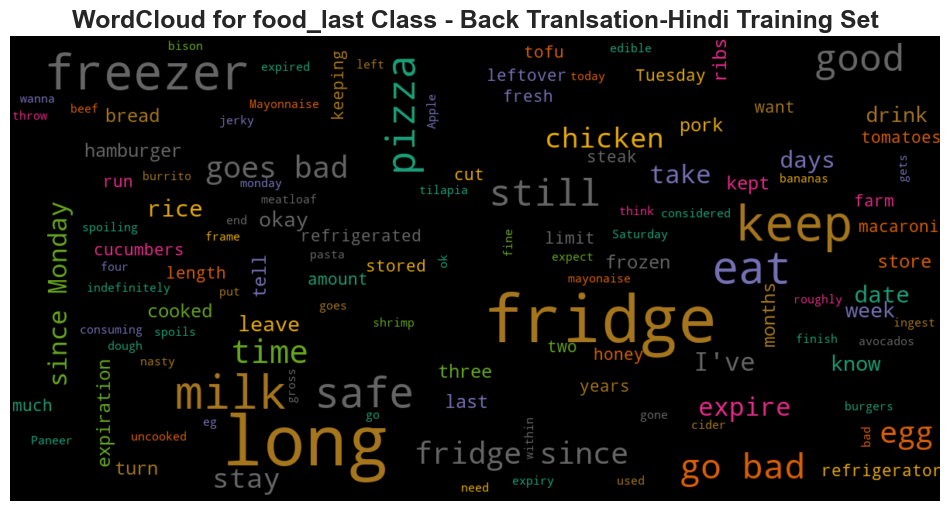 WordCloud for food_last Class - Back Tranlsation-Hindi Training Set
bison
freezer
expired
left
keeping
pizza
tofu
edible
ribs
good
leftover
today
Tuesday
fresh
wanna
throw
beef
bread
Mayonnaise
jerky
Apple
want
drink
tomatoes
chicken
pork
steak
hamburger
goes bad
run
burrito
monday
meatloaf
cut
tilapia
still
take
kept
days
bananas
gets
farm
rice
end
okay
spoiling
frame
refrigerated
think
considered
Saturday
keep
macaroni
since Monday
cucumbers
four
length
indefinitely
put
tell
pasta
amount
stored
ok
fine
limit
expect
frozen
mayonaise
eat
store
months
roughly
date
week
ingest
cooked
goes
shrimp
leave
consuming
spoils
dough
nasty
time
fridge
two
honey
finish
avocados
I've
know
three
years
gross
milk
safe
much
expiration
eg
go
last
gone
expire
burgers
cider
bad
egg
Paneer
uncooked
long
turn
stay
fridge since
within
need
expiry
used
go bad
refrigerator